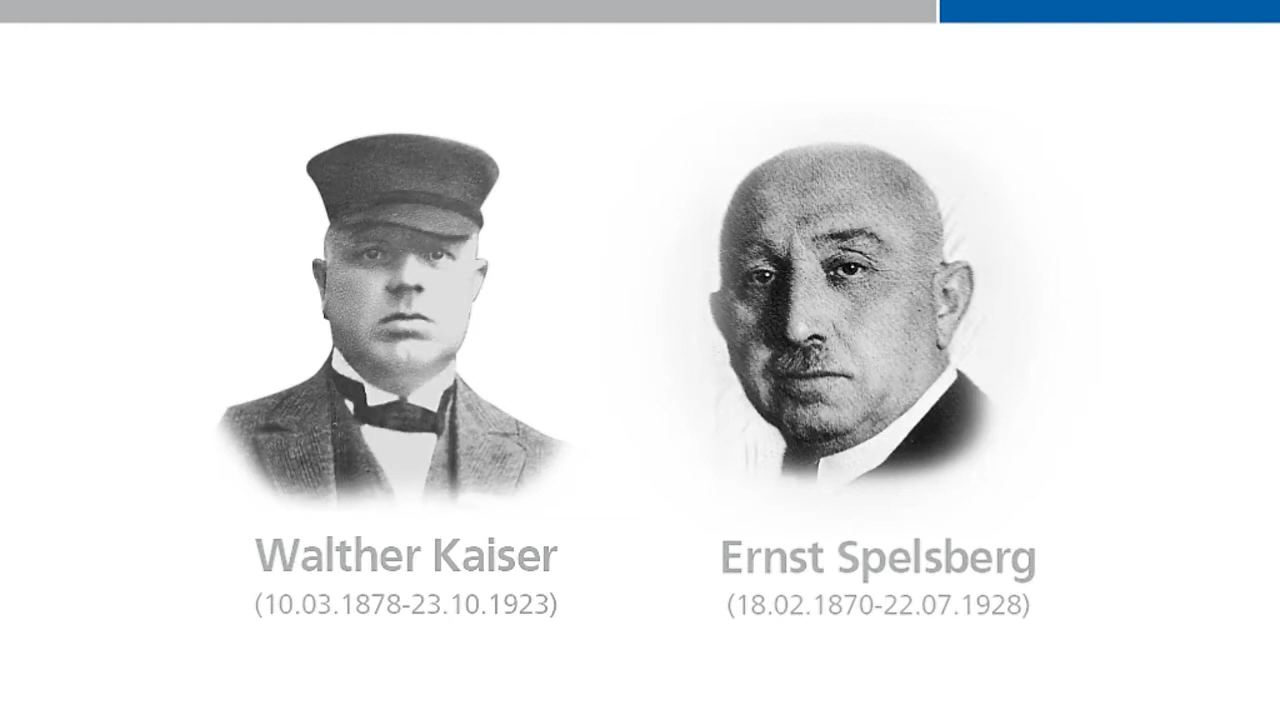 Walther Kaiser
(10.03.1878-23.10.1923)
Ernst Spelsberg
(18.02.1870-22.07.1928)